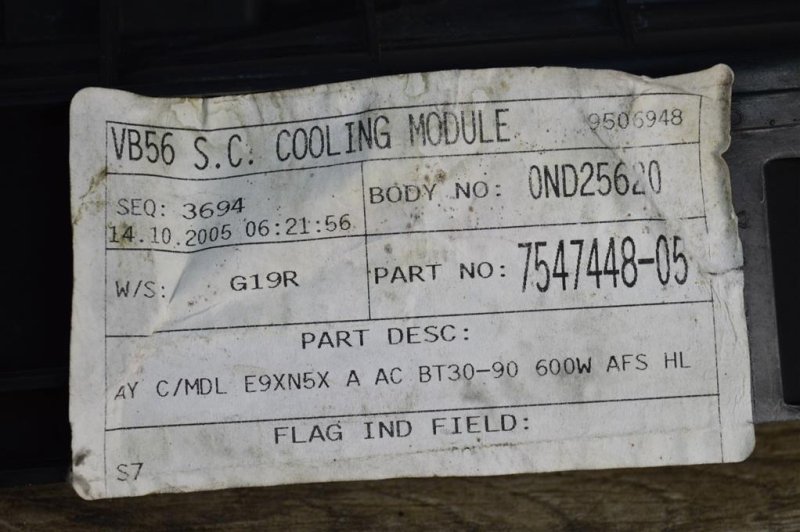 VB56 S.C. COOLING MODULE 9506948
SEQ: 3694
14.10.2005 06:21:56
BODY NO:
W/S: G19R
PART NO: 7547448-05
PART DESC:
AY C/MDL E9XN5X A AC BT30-90 600W AFS HL
FLAG IND FIELD:
S7